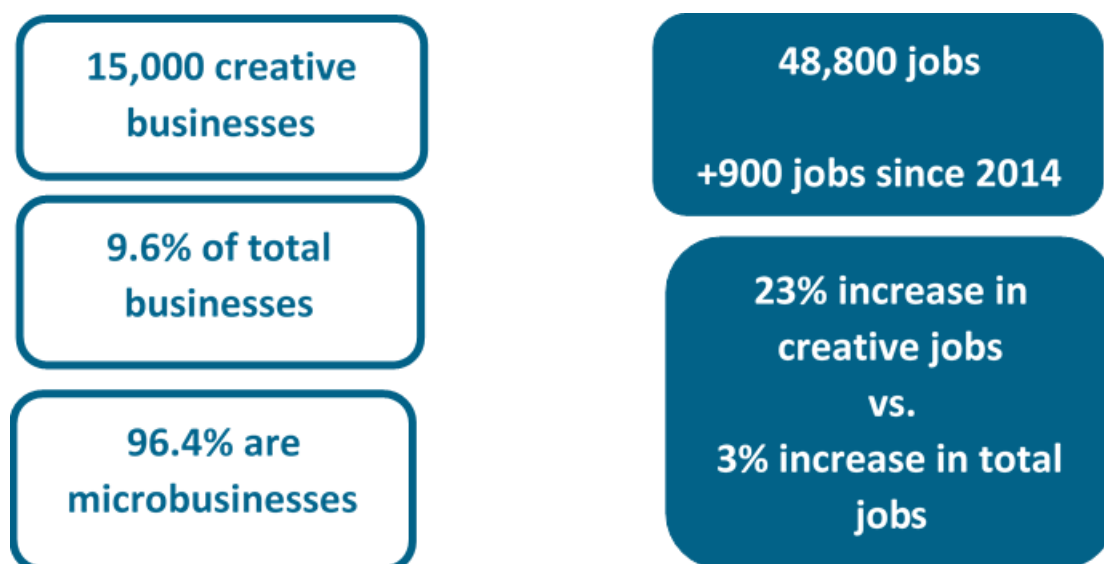 15,000 creative
businesses
9.6% of total
businesses
96.4% are
microbusinesses
48,800 jobs
+900 jobs since 2014
23% increase in
creative jobs
vs.
3% increase in total
jobs